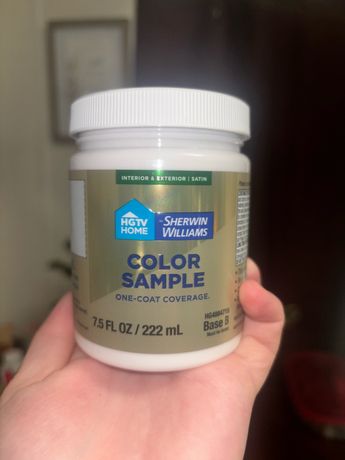 INTERIOR & EXTERIOR / SATIN
HGTV
HOME
SHERWIN
WILLIAMS
COLOR
SAMPLE
ONE-COAT COVERAGE.
7.5 FL OZ / 222 mL
Base B